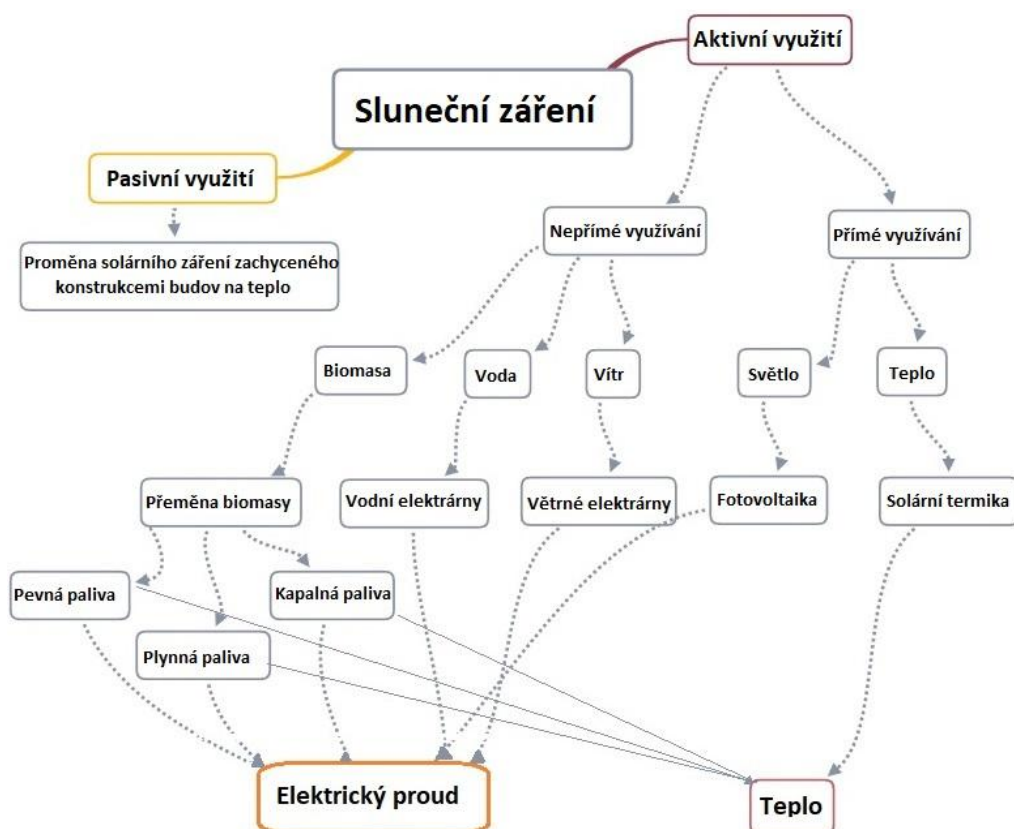 Aktivní využití
Sluneční záření
Pasivní využití
Nepřímé využívání
Přímé využívání
Proměna solárního záření zachyceného
konstrukcemi budov na teplo
Biomasa
Voda
Vítr
Světlo
Teplo
Přeměna biomasy
Vodní elektrárny
Větrné elektrárny
Fotovoltaika
Solární termika
Pevná paliva
Kapalná paliva
Plynná paliva
Elektrický proud
Teplo